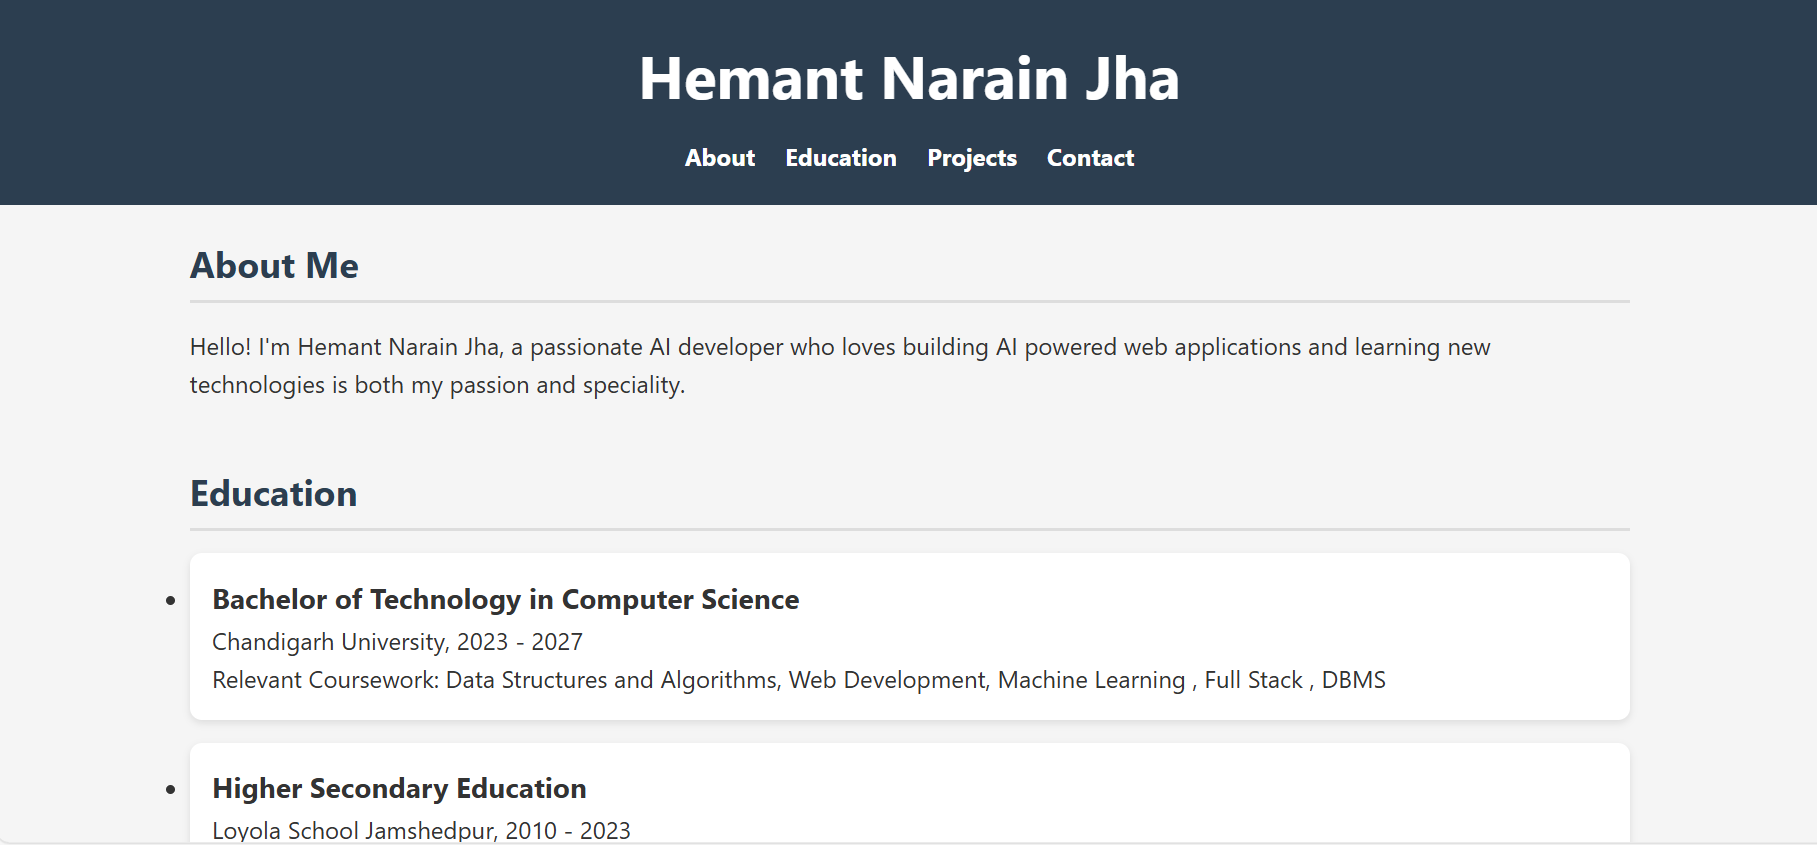 Hemant Narain Jha
About Education Projects Contact
About Me
Hello! I'm Hemant Narain Jha, a passionate AI developer who loves building AI powered web applications and learning new
technologies is both my passion and speciality.
Education
Bachelor of Technology in Computer Science
Chandigarh University, 2023 - 2027
Relevant Coursework: Data Structures and Algorithms, Web Development, Machine Learning , Full Stack , DBMS
Higher Secondary Education
Loyola School Jamshedpur, 2010 - 2023